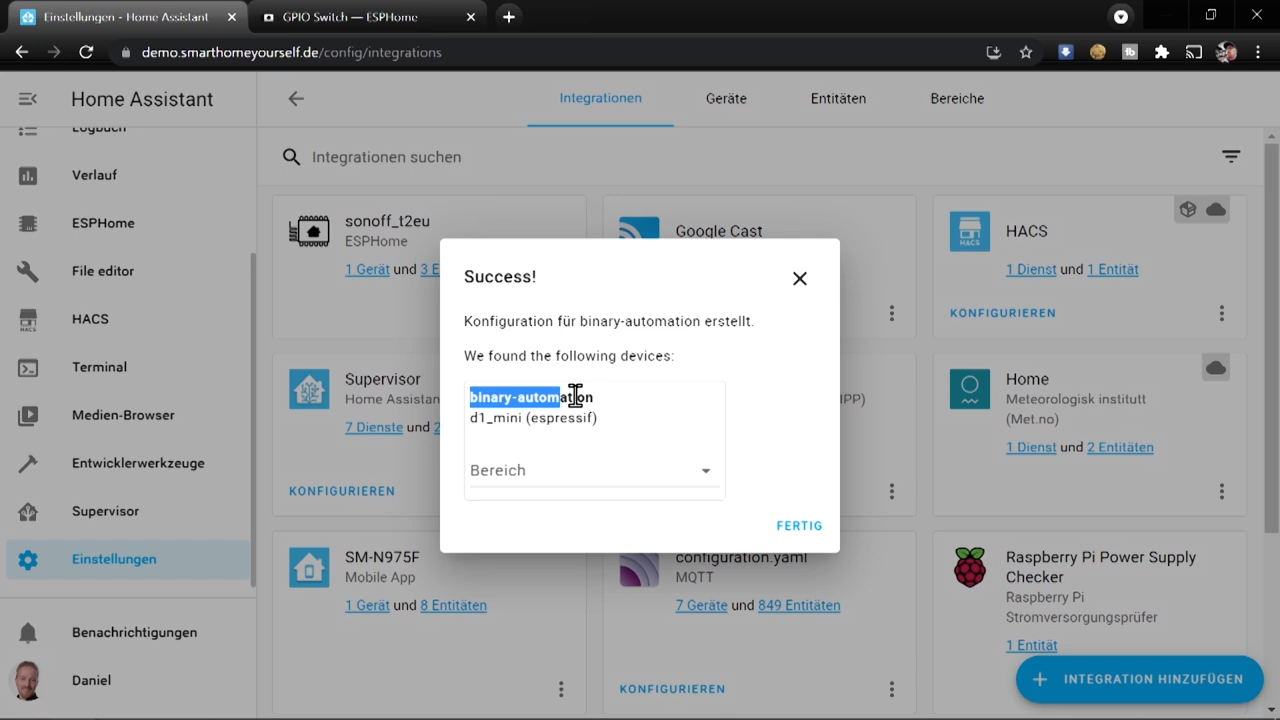 Einstellungen - Home Assistant
GPIO Switch — ESPHome
demo.smarthomeyourself.de/config/integrations
Home Assistant
Integrationen
Geräte
Entitäten
Bereiche
Logbuch
Verlauf
ESPHome
File editor
HACS
Terminal
Medien-Browser
Entwicklerwerkzeuge
Supervisor
Einstellungen
Benachrichtigungen
Daniel
Integrationen suchen
sonoff_t2eu
ESPHome
1 Gerät und 3 E
Google Cast
HACS
HACS
1 Dienst und 1 Entität
KONFIGURIEREN
Success!
Konfiguration für binary-automation erstellt.
We found the following devices:
binary-automation
d1_mini (espressif)
Bereich
FERTIG
Supervisor
Home Assistan
7 Dienste und 2
KONFIGURIEREN
IPP)
Home
Meteorologisk institutt
(Met.no)
1 Dienst und 2 Entitäten
SM-N975F
Mobile App
1 Gerät und 8 Entitäten
configuration.yaml
MQTT
7 Geräte und 849 Entitäten
KONFIGURIEREN
Raspberry Pi Power Supply
Checker
Raspberry Pi
Stromversorgungsprüfer
1 Entität
INTEGRATION HINZUFÜGEN